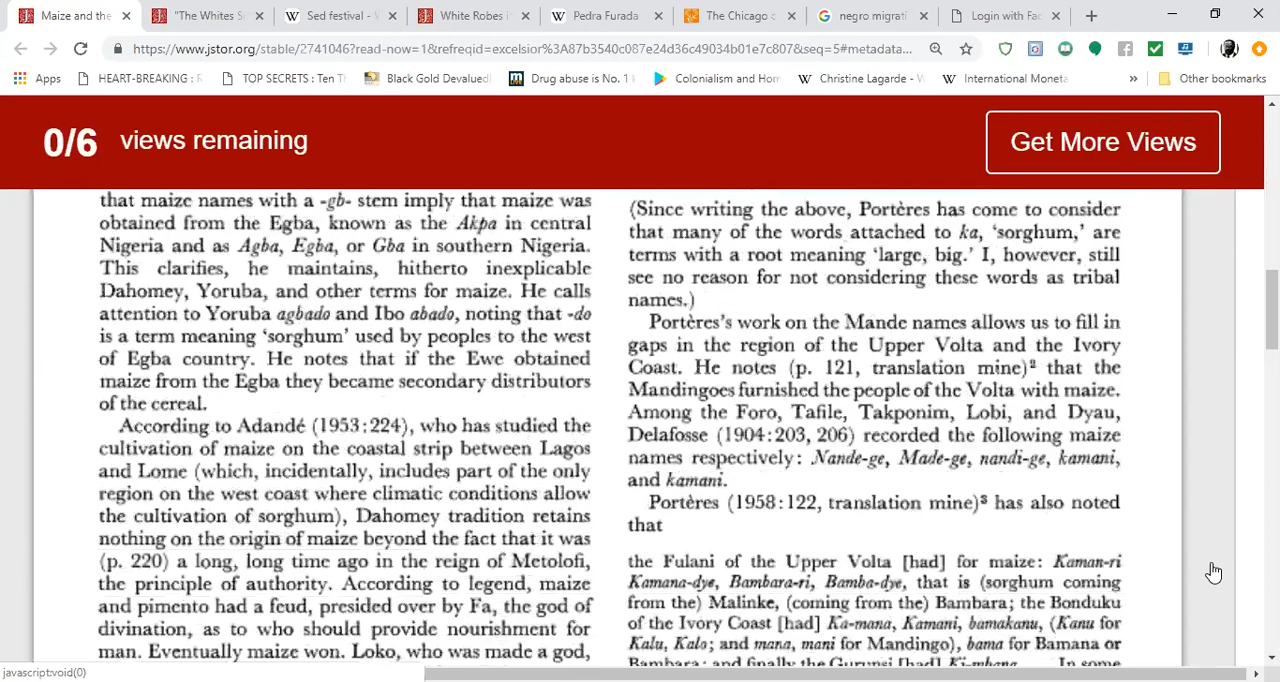 Maize and the
"The Whites S
Sed festival -
White Robes i
Pedra Furada
The Chicago
negro migrati
Login with Fac
https://www.jstor.org/stable/2741046?read-now=1&refreqid=excelsior%3A87b3540c087e24d36c49034b01e7c807&seq=5#metadata...
Apps
HEART-BREAKING : R
TOP SECRETS : Ten Th
Black Gold Devalued
Drug abuse is No. 1
Colonialism and Hom
Christine Lagarde - W
International Moneta
»
Other bookmarks
0/6 views remaining
Get More Views
that maize names with a -gb- stem imply that maize was
obtained from the Egba, known as the Akpa in central
Nigeria and as Agba, Egba, or Gba in southern Nigeria.
This clarifies, he maintains, hitherto inexplicable
Dahomey, Yoruba, and other terms for maize. He calls
attention to Yoruba agbado and Ibo abado, noting that -do
is a term meaning 'sorghum' used by peoples to the west
of Egba country. He notes that if the Ewe obtained
maize from the Egba they became secondary distributors
of the cereal.
According to Adandé (1953:224), who has studied the
cultivation of maize on the coastal strip between Lagos
and Lome (which, incidentally, includes part of the only
region on the west coast where climatic conditions allow
the cultivation of sorghum), Dahomey tradition retains
nothing on the origin of maize beyond the fact that it was
(p. 220) a long, long time ago in the reign of Metolofi,
the principle of authority. According to legend, maize
and pimento had a feud, presided over by Fa, the god of
divination, as to who should provide nourishment for
man. Eventually maize won. Loko, who was made a god,
(Since writing the above, Portères has come to consider
that many of the words attached to ka, 'sorghum,' are
terms with a root meaning 'large, big.' I, however, still
see no reason for not considering these words as tribal
names.)
Portères's work on the Mande names allows us to fill in
gaps in the region of the Upper Volta and the Ivory
Coast. He notes (p. 121, translation mine)² that the
Mandingoes furnished the people of the Volta with maize.
Among the Foro, Tafile, Takponim, Lobi, and Dyau,
Delafosse (1904:203, 206) recorded the following maize
names respectively: Nande-ge, Made-ge, nandi-ge, kamani,
and kamani.
Portères (1958:122, translation mine)³ has also noted
that
the Fulani of the Upper Volta [had] for maize: Kaman-ri
Kamana-dye, Bambara-ri, Bamba-dye, that is (sorghum coming
from the) Malinke, (coming from the) Bambara; the Bonduku
of the Ivory Coast [had] Ka-mana, Kamani, bamakanu, (Kanu for
Kalu, Kalo; and mana, mani for Mandingo), bama for Bamana or
Bambara; and finally the Gurunsi [had] Ki-mbana. In some
javascript:void(0)